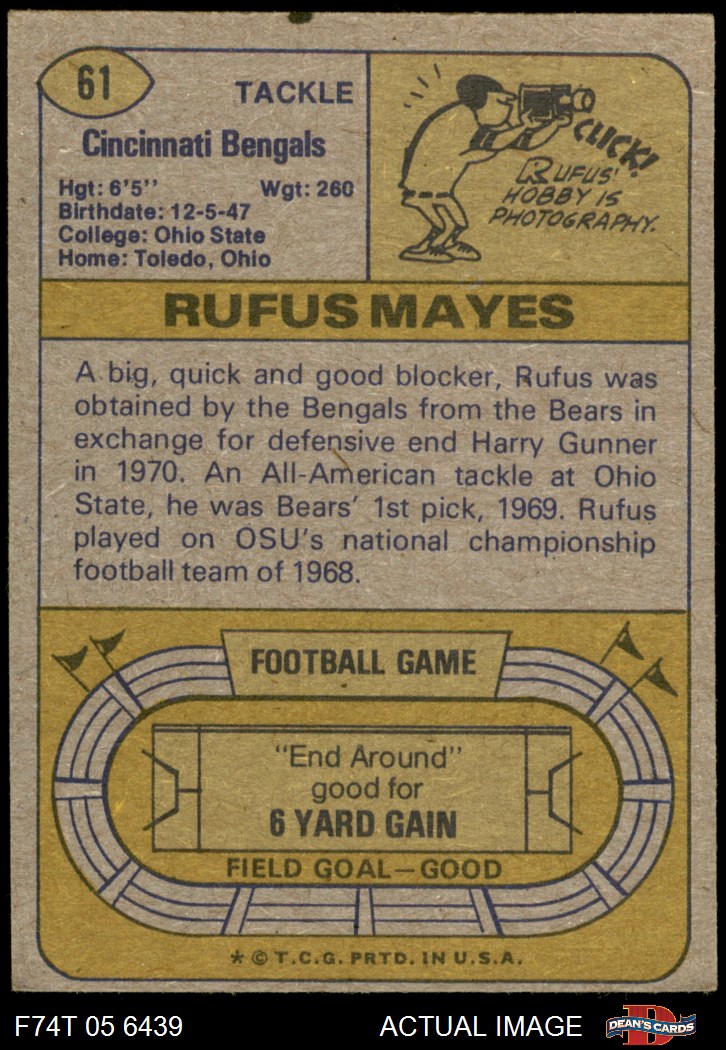 61
TACKLE
Cincinnati Bengals
Hgt: 6'5'' Wgt: 260
Birthdate: 12-5-47
College: Ohio State
Home: Toledo, Ohio
CLICK!
RUFUS'
HOBBY IS
PHOTOGRAPHY.
RUFUS MAYES
A big, quick and good blocker, Rufus was
obtained by the Bengals from the Bears in
exchange for defensive end Harry Gunner
in 1970. An All-American tackle at Ohio
State, he was Bears' 1st pick, 1969. Rufus
played on OSU's national championship
football team of 1968.
FOOTBALL GAME
"End Around"
good for
6 YARD GAIN
FIELD GOAL—GOOD
* © T.C.G. PRTD. IN U.S.A.
F74T 05 6439 ACTUAL IMAGE
D
DEAN'S CARDS